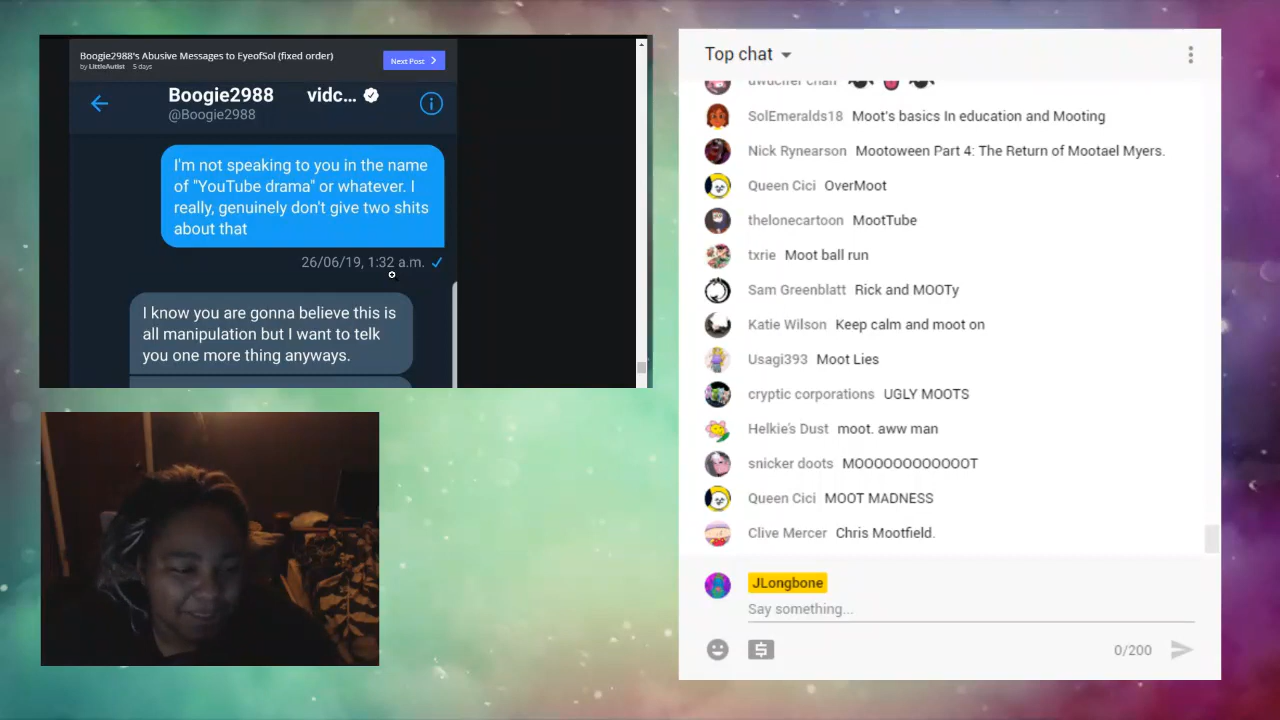 Boogie2988's Abusive Messages to EyeofSol (fixed order)
by LittleAutist 5 days
Next Post
Boogie2988 vidc...
@Boogie2988
I'm not speaking to you in the name
of "YouTube drama" or whatever. I
really, genuinely don't give two shits
about that
26/06/19, 1:32 a.m.
I know you are gonna believe this is
all manipulation but I want to telk
you one more thing anyways.
Top chat
SolEmeralds18 Moot's basics In education and Mooting
Nick Rynearson Mootoween Part 4: The Return of Mootael Myers.
Queen Cici OverMoot
thelonecartoon MootTube
txrie Moot ball run
Sam Greenblatt Rick and MOOTy
Katie Wilson Keep calm and moot on
Usagi393 Moot Lies
cryptic corporations UGLY MOOTS
Helkie's Dust moot. aww man
snicker doots MOOOOOOOOOOOT
Queen Cici MOOT MADNESS
Clive Mercer Chris Mootfield.
JLongbone
Say something...
0/200